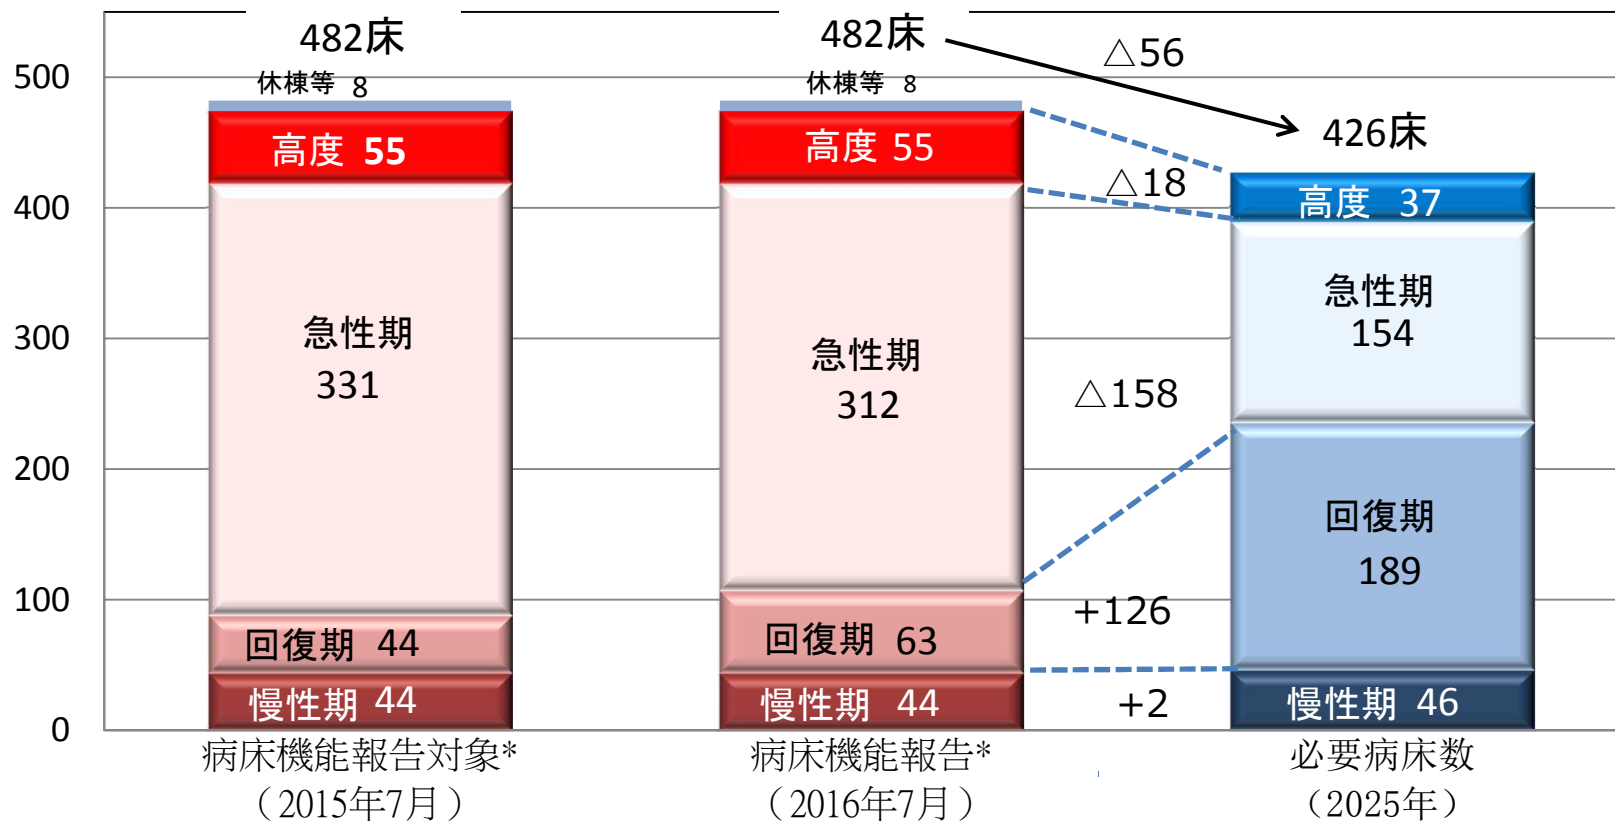 482床
休棟等 8
高度 55
急性期
331
回復期 44
慢性期 44
482床
休棟等 8
高度 55
急性期
312
回復期 63
慢性期 44
△56
△18
△158
+126
+2
426床
高度 37
急性期
154
回復期
189
慢性期 46
500
400
300
200
100
0
病床機能報告対象*
（2015年7月）
病床機能報告*
（2016年7月）
必要病床数
（2025年）